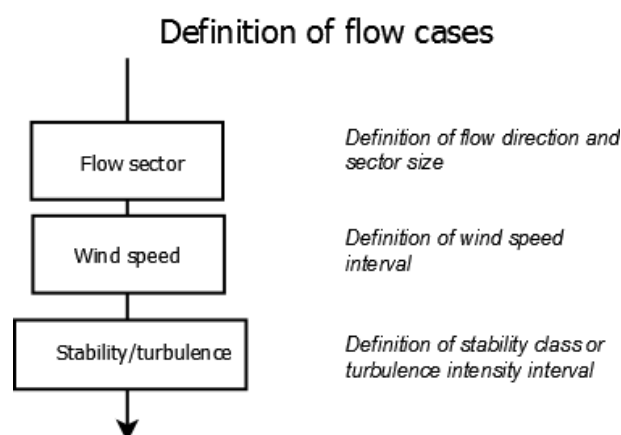 Definition of flow cases
Flow sector
Definition of flow direction and
sector size
Wind speed
Definition of wind speed
interval
Stability/turbulence
Definition of stability class or
turbulence intensity interval